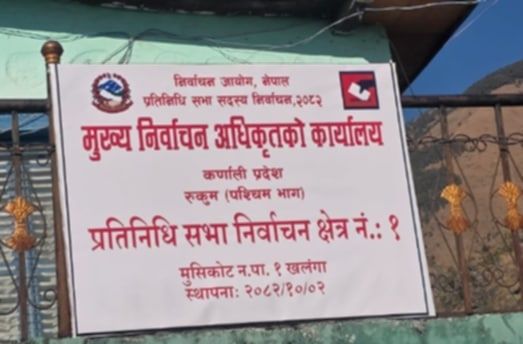 निर्वाचन आयोग, नेपाल
प्रतिनिधि सभा सदस्य निर्वाचन,२०८२
मुख्य निर्वाचन अधिकृतको कार्यालय
कर्णाली प्रदेश
रुकुम (पश्चिम भाग)
प्रतिनिधि सभा निर्वाचन क्षेत्र नं.: १
मुसिकोट न.पा. १ खलंगा
स्थापना: २०८२/१०/०२